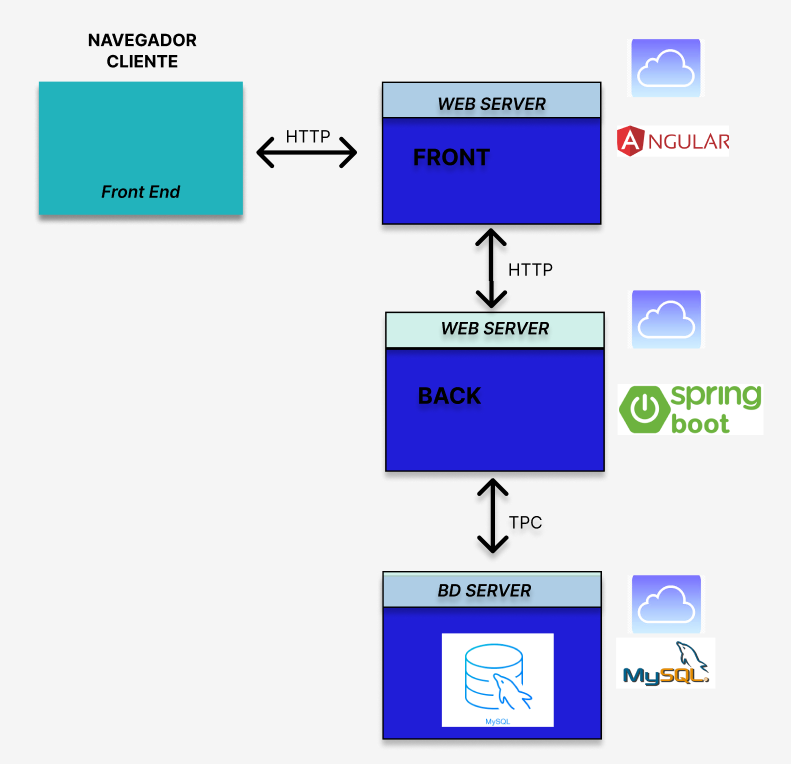 NAVEGADOR
CLIENTE
Front End
HTTP
WEB SERVER
FRONT
ANGULAR
HTTP
WEB SERVER
BACK
spring
boot
TPC
BD SERVER
MySQL
MySQL